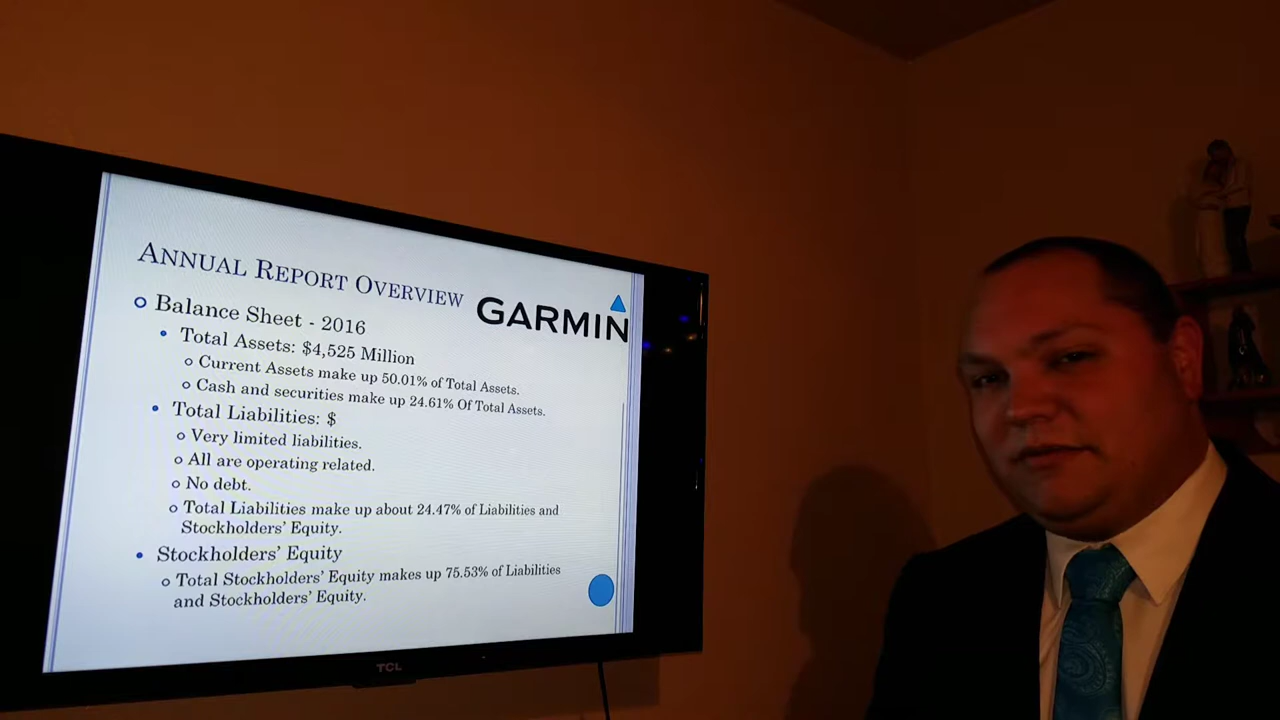 ANNUAL REPORT OVERVIEW
GARMIN
Balance Sheet - 2016
Total Assets: $4,525 Million
Current Assets make up 50.01% of Total Assets.
Cash and securities make up 24.61% Of Total Assets.
Total Liabilities: $
Very limited liabilities.
All are operating related.
No debt.
Total Liabilities make up about 24.47% of Liabilities and
Stockholders' Equity.
Stockholders' Equity
Total Stockholders' Equity makes up 75.53% of Liabilities
and Stockholders' Equity.
TCL